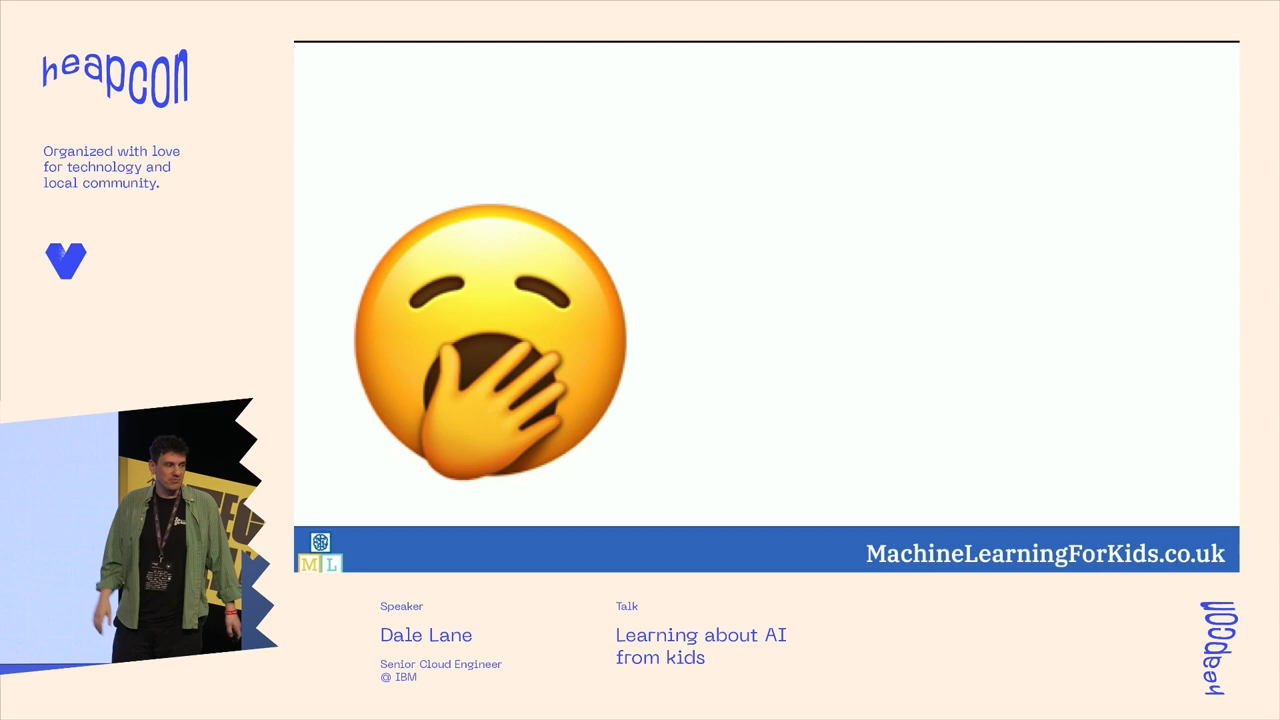 heapcon
Organized with love
for technology and
local community.
ML
MachineLearningForKids.co.uk
Speaker
Dale Lane
Senior Cloud Engineer
@ IBM
Talk
Learning about AI
from kids
heapcon